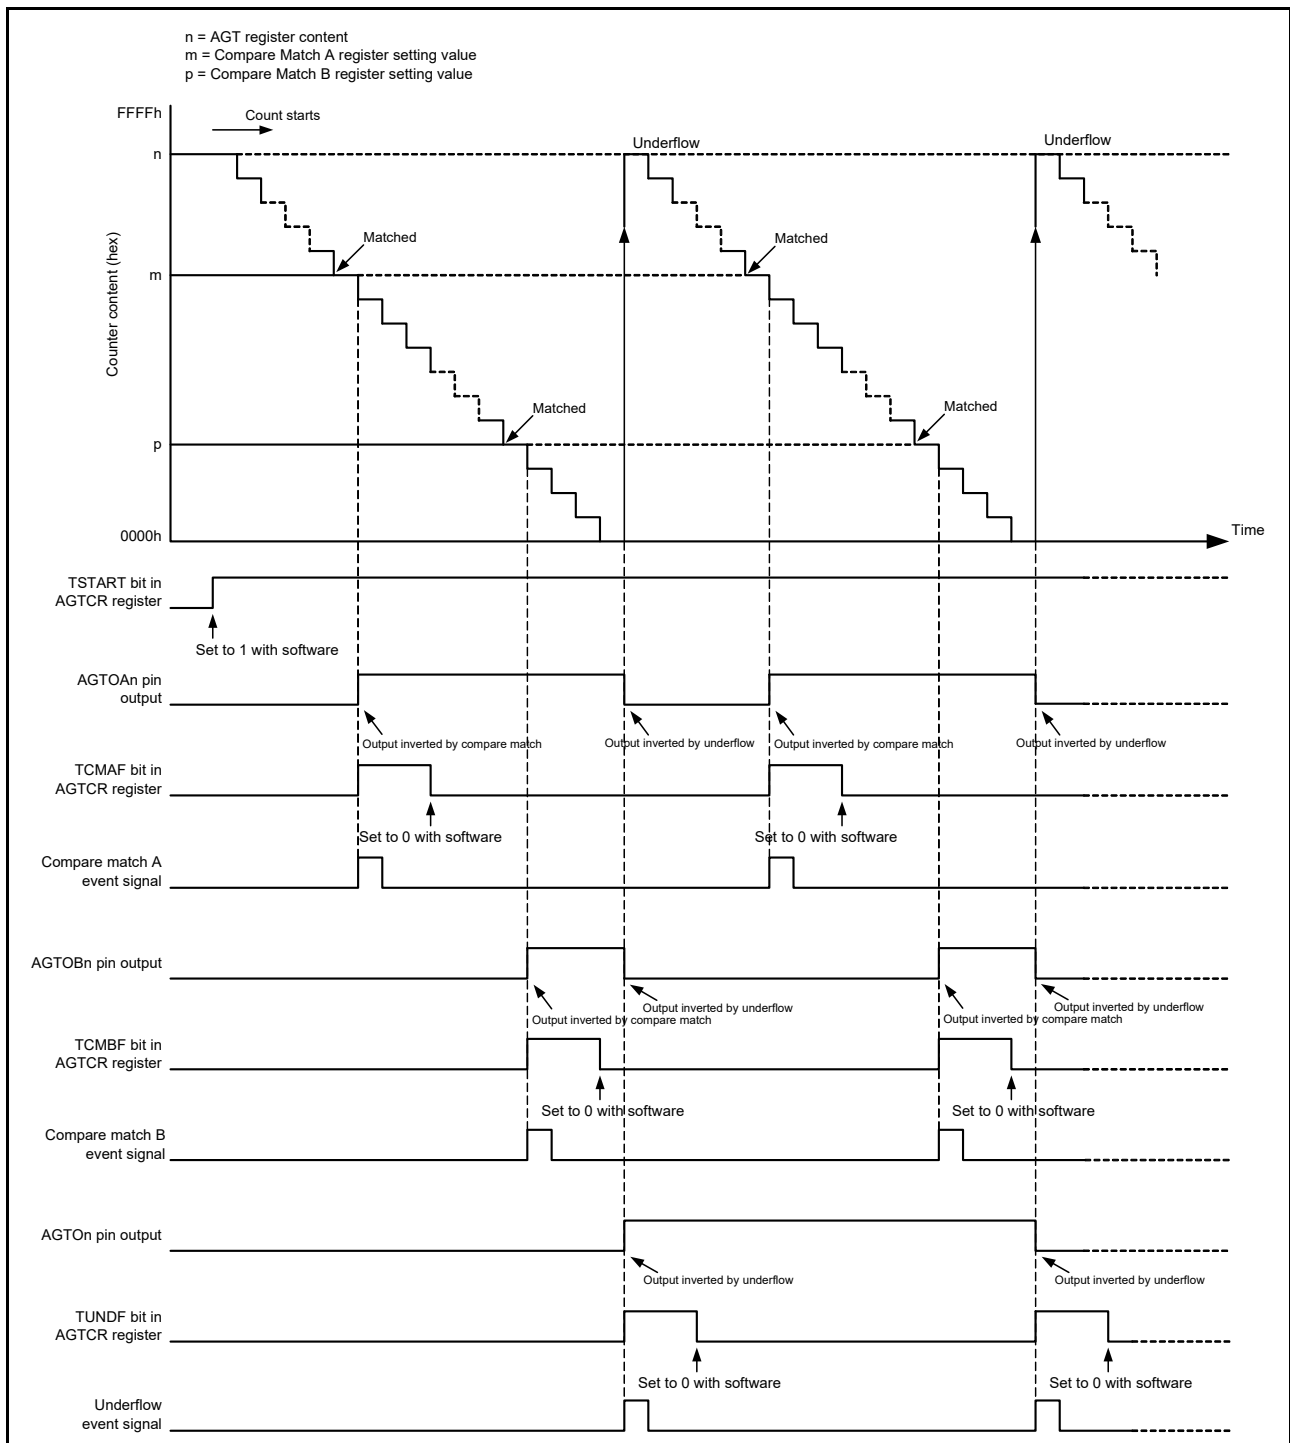 n = AGT register content
m = Compare Match A register setting value
p = Compare Match B register setting value
FFFFh
Count starts
Underflow
Underflow
n
Matched
Matched
Counter content (hex)
m
Matched
Matched
p
0000h
Time
TSTART bit in
AGTCR register
Set to 1 with software
AGTOAn pin
output
Output inverted by compare match
Output inverted by underflow
Output inverted by compare match
Output inverted by underflow
TCMAF bit in
AGTCR register
Set to 0 with software
Set to 0 with software
Compare match A
event signal
AGTOBn pin output
Output inverted by underflow
Output inverted by compare match
Output inverted by underflow
Output inverted by compare match
TCMBF bit in
AGTCR register
Set to 0 with software
Set to 0 with software
Compare match B
event signal
AGTOn pin output
Output inverted by underflow
Output inverted by underflow
TUNDF bit in
AGTCR register
Set to 0 with software
Set to 0 with software
Underflow
event signal